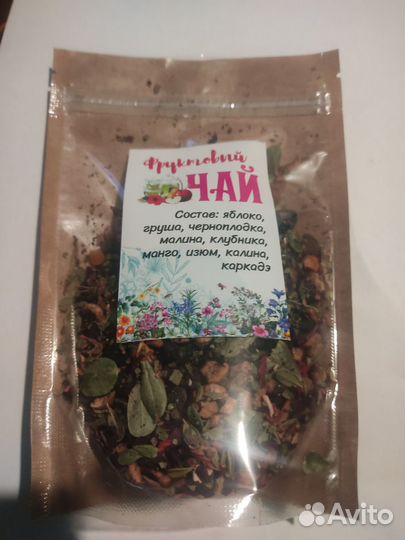 Фруктовый
ЧАЙ
Состав: яблоко,
груша, черноплодка,
малина, клубника,
манго, изюм, калина,
каркадэ
Avito